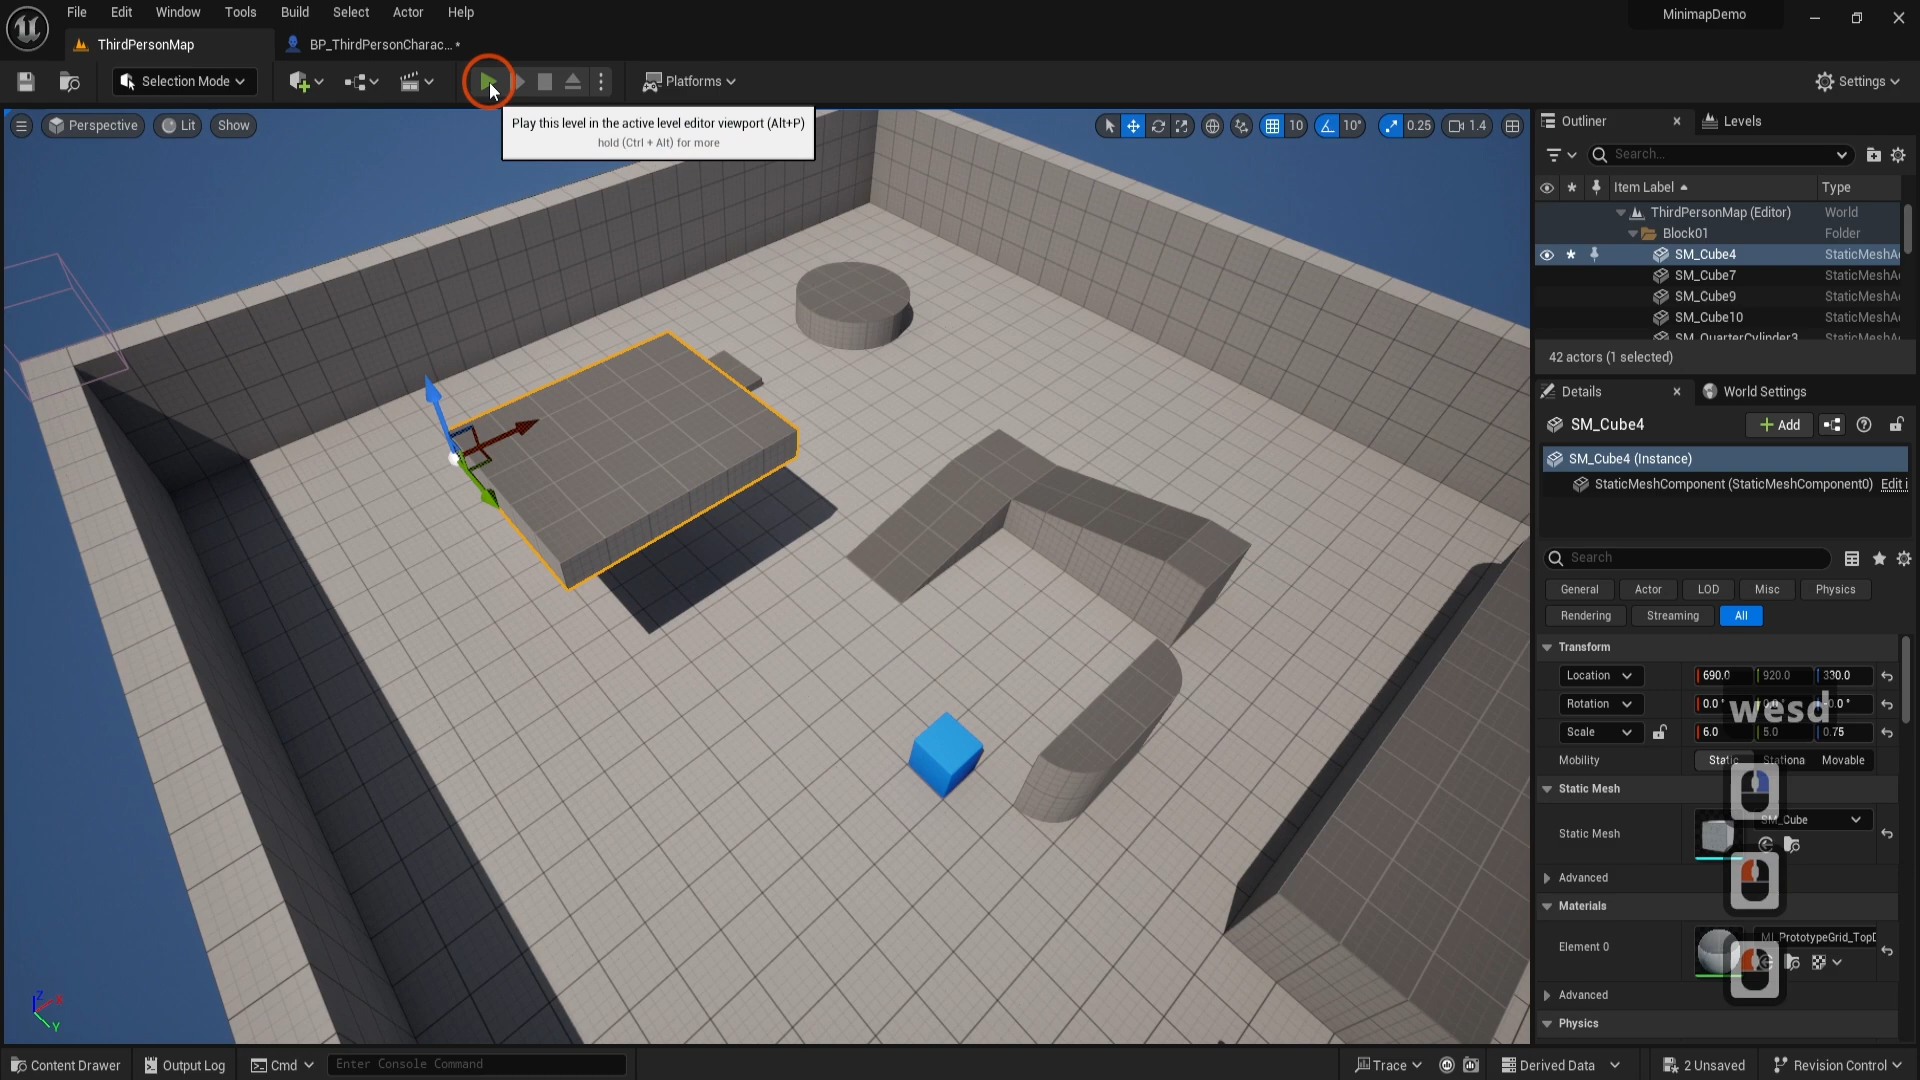 File Edit Window Tools Build Select Actor Help
MinimapDemo
ThirdPersonMap
BP_ThirdPersonCharac... *
Selection Mode
Platforms
Settings
Perspective
Lit
Show
Play this level in the active level editor viewport (Alt+P)
hold (Ctrl + Alt) for more
10
10°
0.25
1.4
Outliner
Levels
Search...
Item Label
Type
ThirdPersonMap (Editor) World
Block01 Folder
SM_Cube4 StaticMeshA
SM_Cube7 StaticMeshA
SM_Cube9 StaticMeshA
SM_Cube10 StaticMeshA
SM_QuarterCylinder3
42 actors (1 selected)
Details
World Settings
SM_Cube4
Add
SM_Cube4 (Instance)
StaticMeshComponent (StaticMeshComponent0) Edit i
Search
General Actor LOD Misc Physics
Rendering Streaming All
Transform
Location 690.0 920.0 330.0
Rotation 0.0 °
wesd
Scale 6.0 5.0 0.75
Mobility Static Stationa Movable
Static Mesh
Static Mesh
SM_Cube
Advanced
Materials
Element 0
MI_PrototypeGrid_TopD
Advanced
Physics
Z X Y
Content Drawer
Output Log
Cmd
Enter Console Command
Trace
Derived Data
2 Unsaved
Revision Control